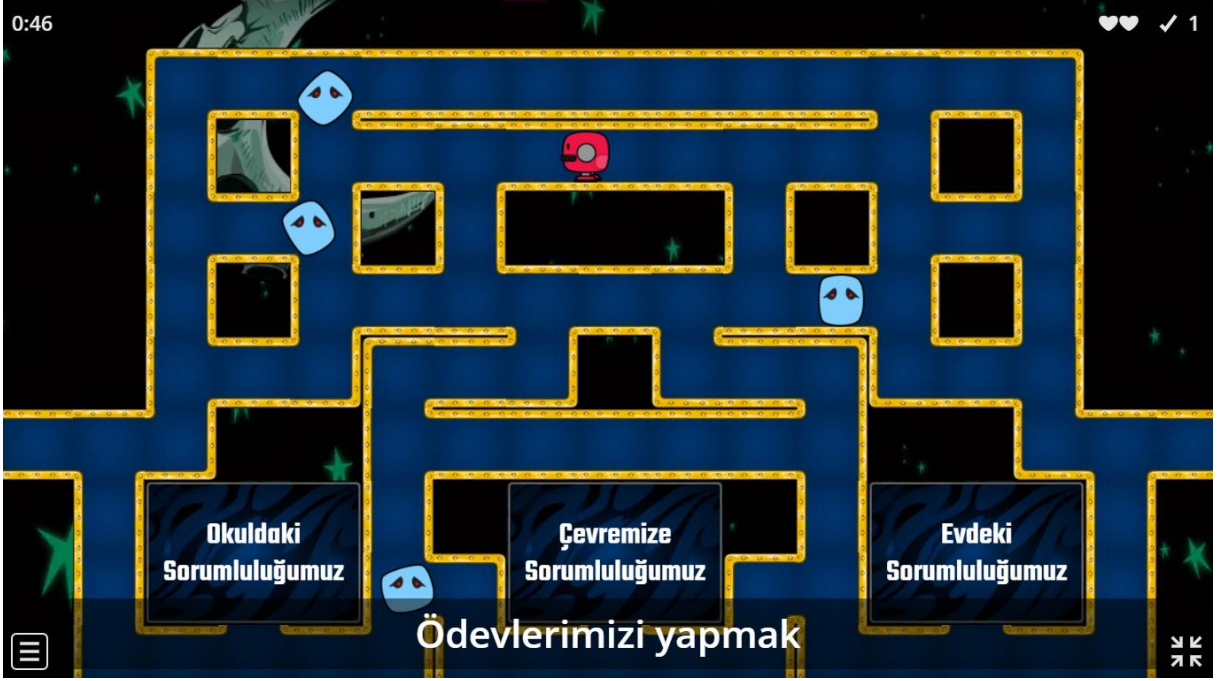 0:46
1
Okuldaki
Sorumluluğumuz
Çevremize
Sorumluluğumuz
Evdeki
Sorumluluğumuz
Ödevlerimizi yapmak